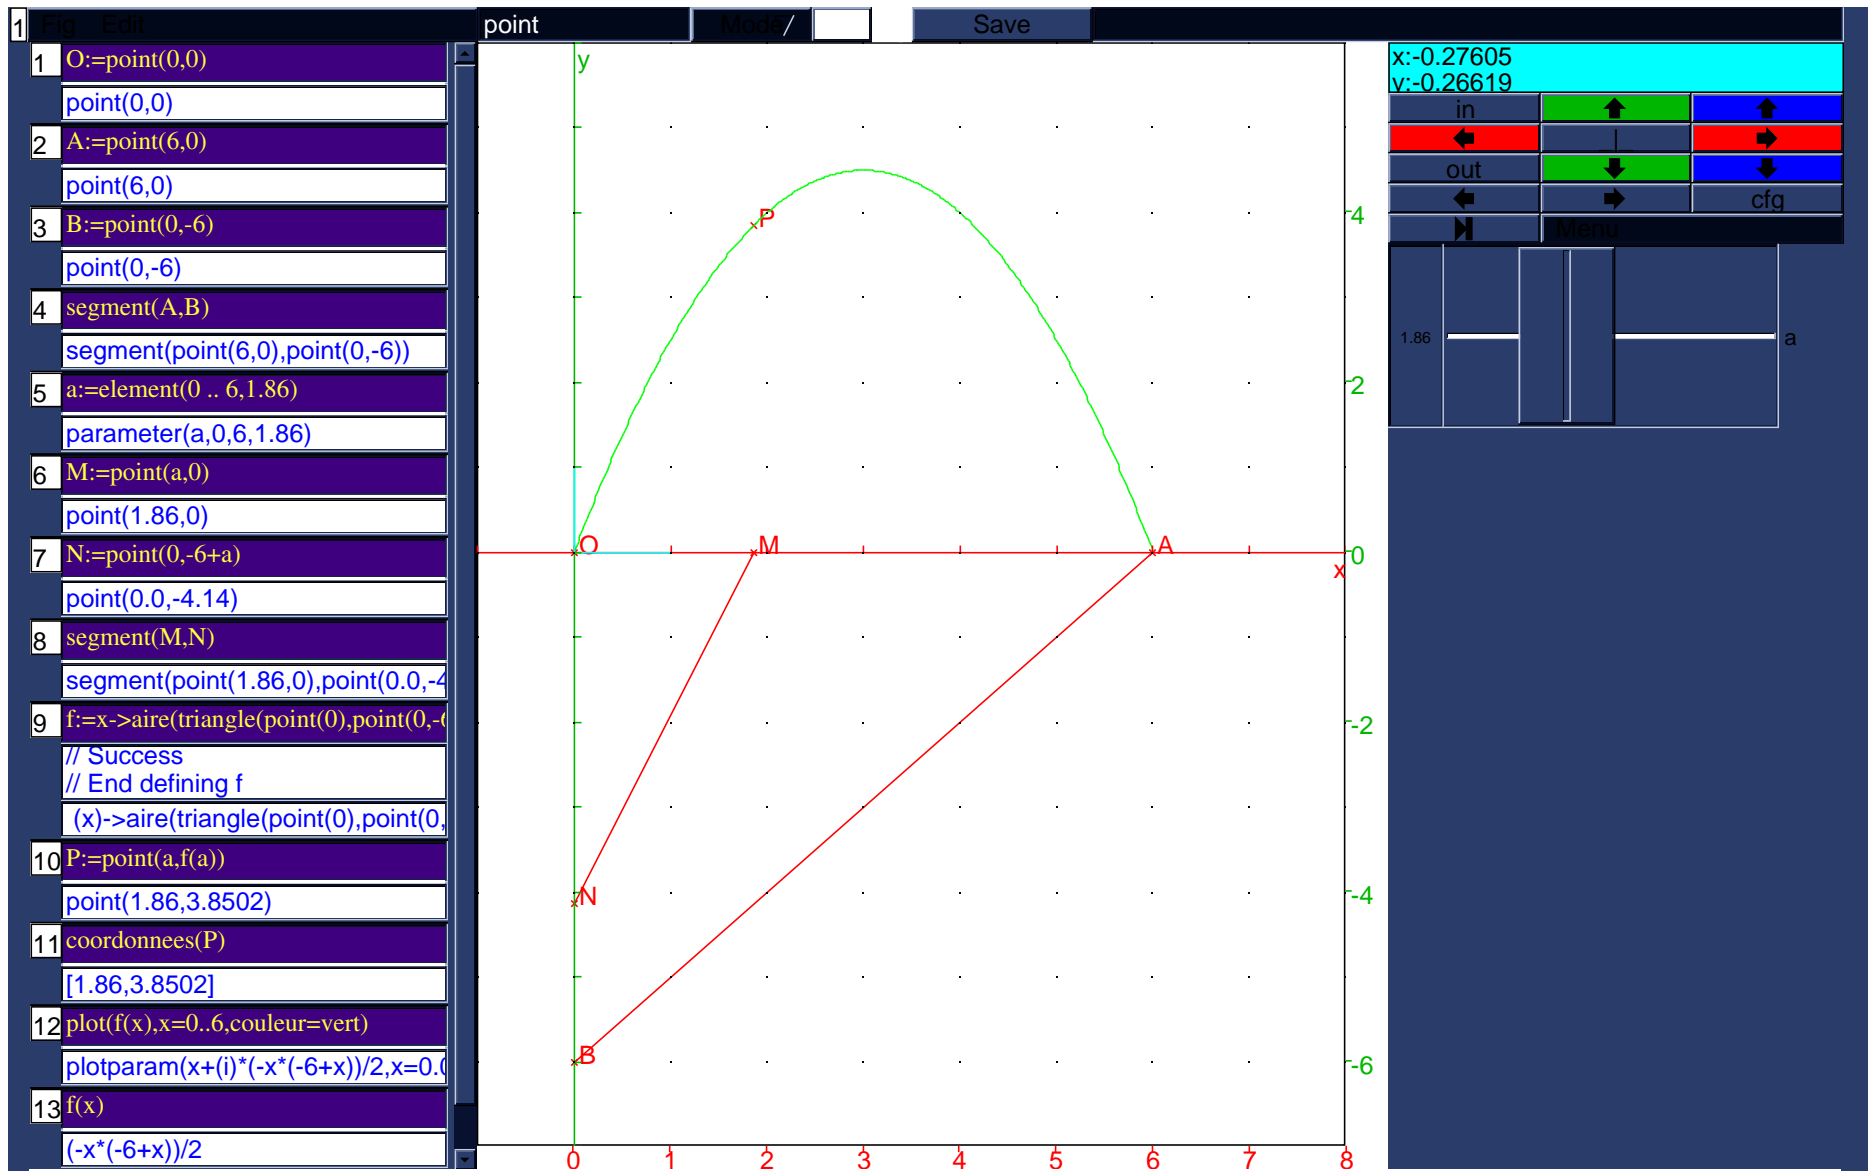 1 Fig Edit point Mode/ Save
1 O:=point(0,0)
point(0,0)
2 A:=point(6,0)
point(6,0)
3 B:=point(0,-6)
point(0,-6)
4 segment(A,B)
segment(point(6,0),point(0,-6))
5 a:=element(0 .. 6,1.86)
parameter(a,0,6,1.86)
6 M:=point(a,0)
point(1.86,0)
7 N:=point(0,-6+a)
point(0.0,-4.14)
8 segment(M,N)
segment(point(1.86,0),point(0.0,-4
9 f:=x->aire(triangle(point(0),point(0,-6
// Success
// End defining f
(x)->aire(triangle(point(0),point(0,
10 P:=point(a,f(a))
point(1.86,3.8502)
11 coordonnees(P)
[1.86,3.8502]
12 plot(f(x),x=0..6,couleur=vert)
plotparam(x+(i)*(-x*(-6+x))/2,x=0.0
13 f(x)
(-x*(-6+x))/2
y
P
4
2
O M A
0
x
-2
N
-4
B
-6
0 1 2 3 4 5 6 7 8
x:-0.27605
y:-0.26619
in
out
cfg
Menu
1.86 a